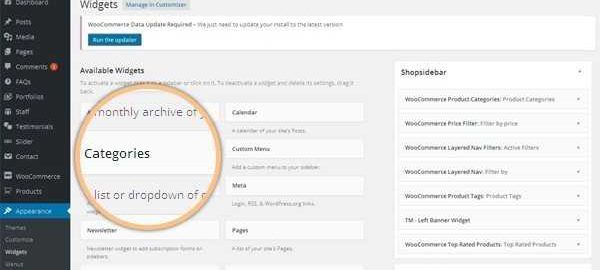 Dashboard
Posts
Media
Pages
Comments
FAQs
Portfolios
Staff
Testimonials
Slider
Contact
WooCommerce
Products
Appearance
Themes
Customize
Widgets
Menus
Widgets
Manage in Customizer
WooCommerce Data Update Required – We just need to update your install to the latest version
Run the updater
Available Widgets
To activate a widget
sidebar or click on it. To deactivate a widget and delete its settings, drag it
back.
monthly archive of y
Categories
list or dropdown of
Calendar
A calendar of your site's Posts.
Custom Menu
Add a custom menu to your sidebar.
Meta
Login, RSS, & WordPress.org links.
Newsletter
Newsletter widget to add subscription forms on
sidebars.
Pages
A list of your site's Pages.
Shopsidebar
WooCommerce Product Categories: Product Categories
WooCommerce Price Filter: Filter by price
WooCommerce Layered Nav Filters: Active Filters
WooCommerce Layered Nav: Filter by
WooCommerce Product Tags: Product Tags
TM - Left Banner Widget
WooCommerce Top Rated Products: Top Rated Products